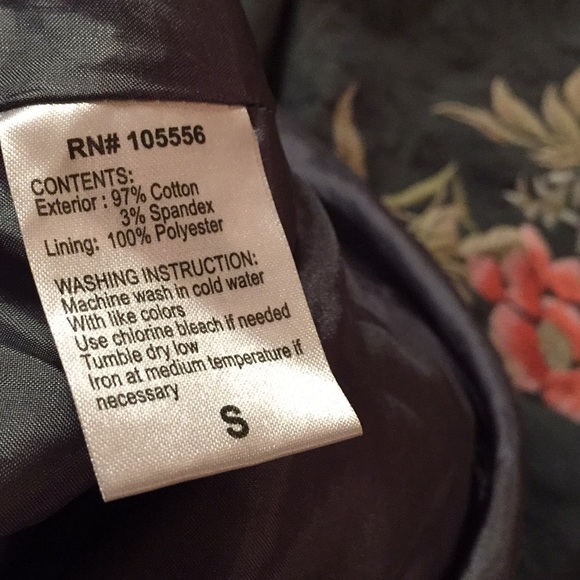 RN# 105556
CONTENTS:
Exterior : 97% Cotton
3% Spandex
Lining: 100% Polyester
WASHING INSTRUCTION:
Machine wash in cold water
With like colors
Use chlorine bleach if needed
Tumble dry low
Iron at medium temperature if
necessary
S